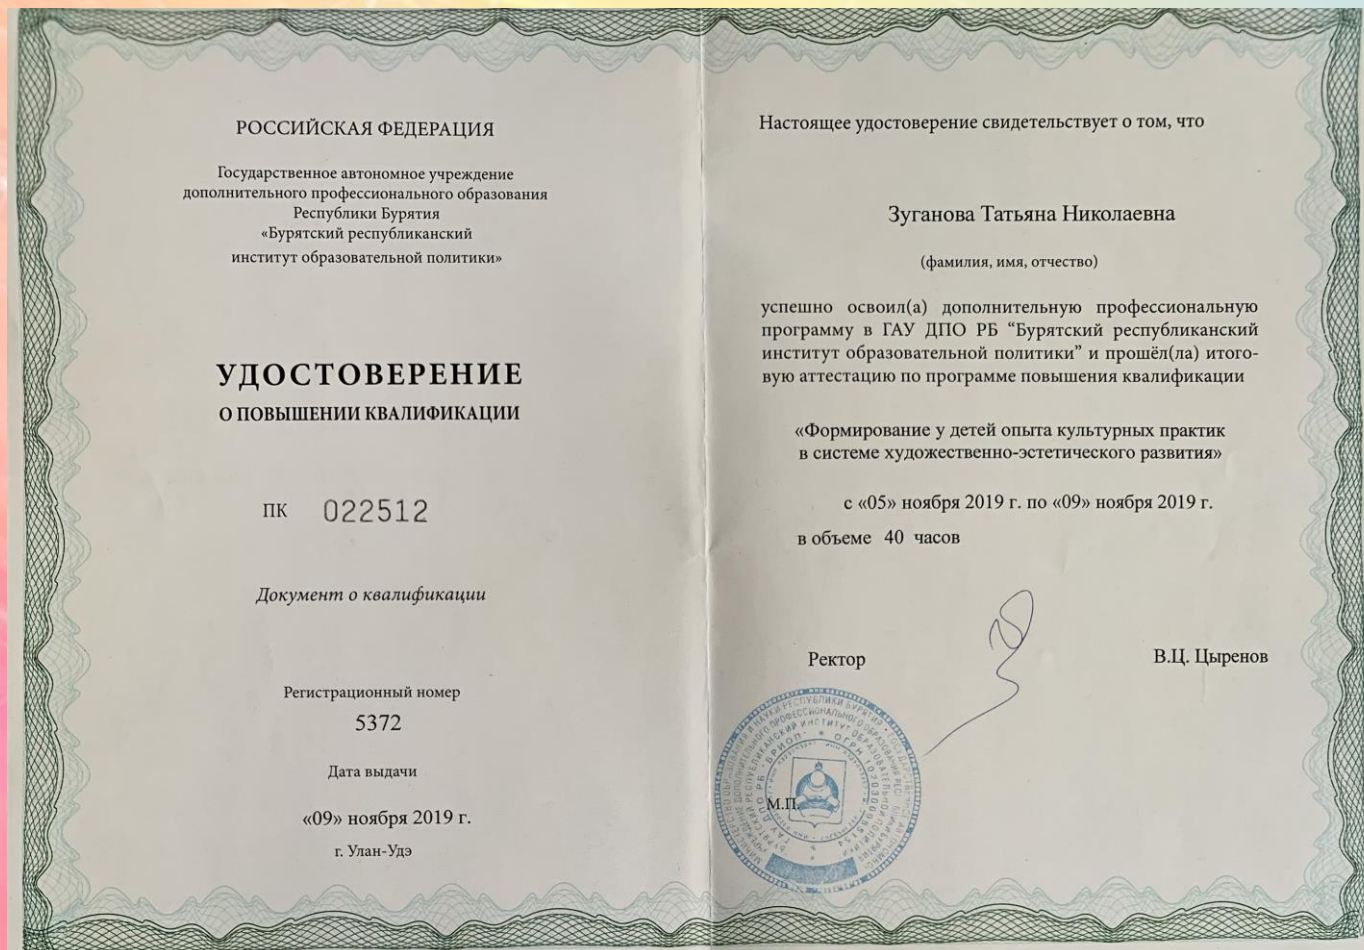 РОССИЙСКАЯ ФЕДЕРАЦИЯ
Государственное автономное учреждение
дополнительного профессионального образования
Республики Бурятия
«Бурятский республиканский
институт образовательной политики»
УДОСТОВЕРЕНИЕ
О ПОВЫШЕНИИ КВАЛИФИКАЦИИ
ПК 022512
Документ о квалификации
Регистрационный номер
5372
Дата выдачи
«09» ноября 2019 г.
г. Улан-Удэ
Настоящее удостоверение свидетельствует о том, что
Зуганова Татьяна Николаевна
(фамилия, имя, отчество)
успешно освоил(а) дополнительную профессиональную
программу в ГАУ ДПО РБ “Бурятский республиканский
институт образовательной политики” и прошёл(ла) итого-
вую аттестацию по программе повышения квалификации
«Формирование у детей опыта культурных практик
в системе художественно-эстетического развития»
с «05» ноября 2019 г. по «09» ноября 2019 г.
в объеме 40 часов
Ректор В.Ц. Цыренов
М.П.